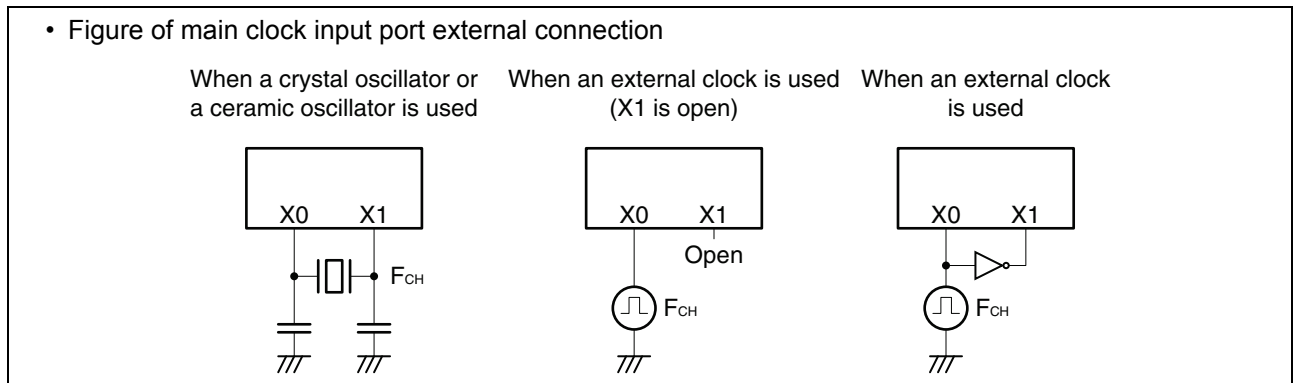 • Figure of main clock input port external connection
When a crystal oscillator or
a ceramic oscillator is used
When an external clock is used
(X1 is open)
When an external clock
is used
X0 X1
FCH
X0 X1
Open
FCH
X0 X1
FCH